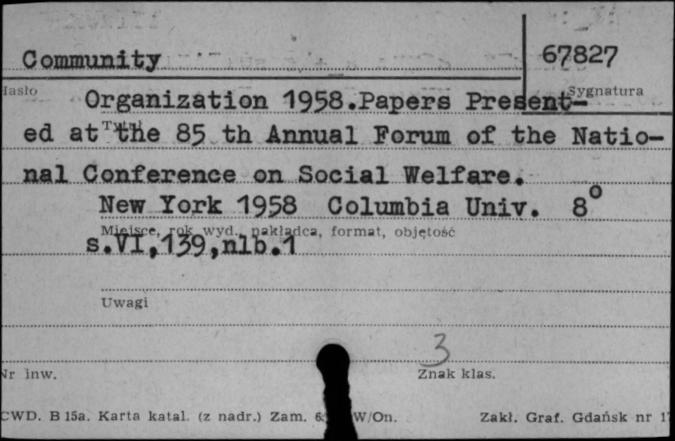 Community 67827
Hasło Sygnatura
Organization 1958.Papers Present-
ed at the 85 th Annual Forum of the Natio-
nal Conference on Social Welfare.
New York 1958 Columbia Univ. 8°
Miejsce, rok wyd., nakładca, format, objętość
s.VI,139,nlb.1
Uwagi
3
Nr inw. Znak klas.
CWD. B 15a. Karta katal. (z nadr.) Zam. W/On. Zakł. Graf. Gdańsk nr